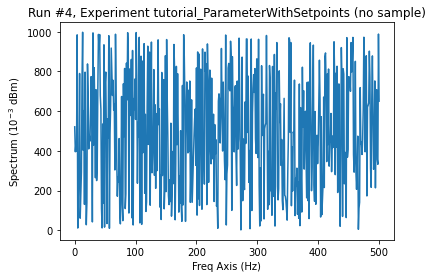 Run #4, Experiment tutorial_ParameterWithSetpoints (no sample)
1000
800
600
400
200
0
Spectrum (10⁻³ dBm)
0 100 200 300 400 500
Freq Axis (Hz)